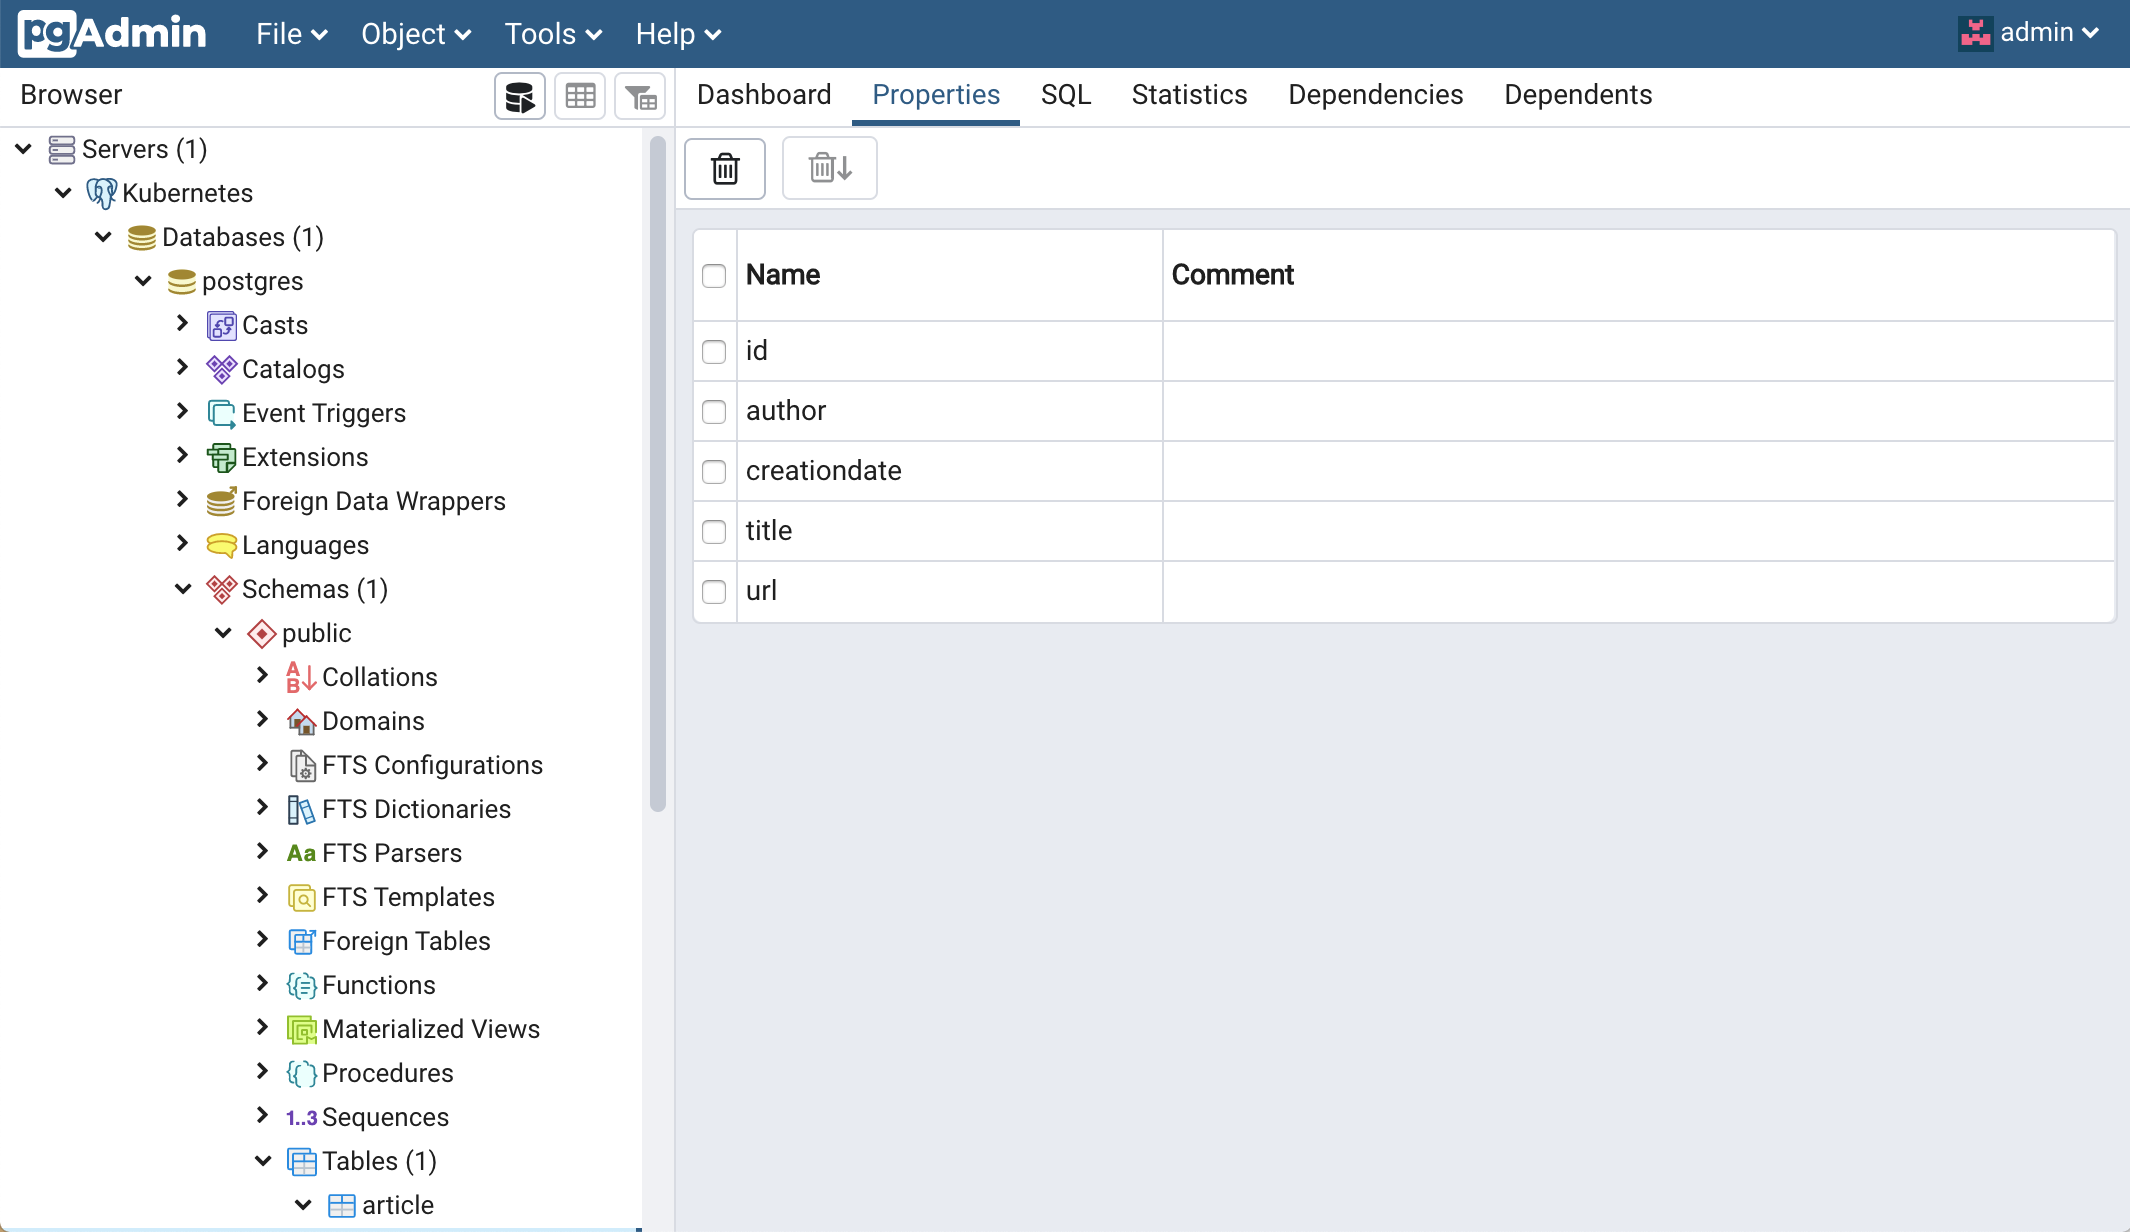 pgAdmin File Object Tools Help admin
Browser Dashboard Properties SQL Statistics Dependencies Dependents
Servers (1)
Kubernetes
Databases (1)
postgres
Casts
Catalogs
Event Triggers
Extensions
Foreign Data Wrappers
Languages
Schemas (1)
public
AB Collations
Domains
FTS Configurations
FTS Dictionaries
Aa FTS Parsers
FTS Templates
Foreign Tables
Functions
Materialized Views
Procedures
1..3 Sequences
Tables (1)
article
Name Comment
id
author
creationdate
title
url